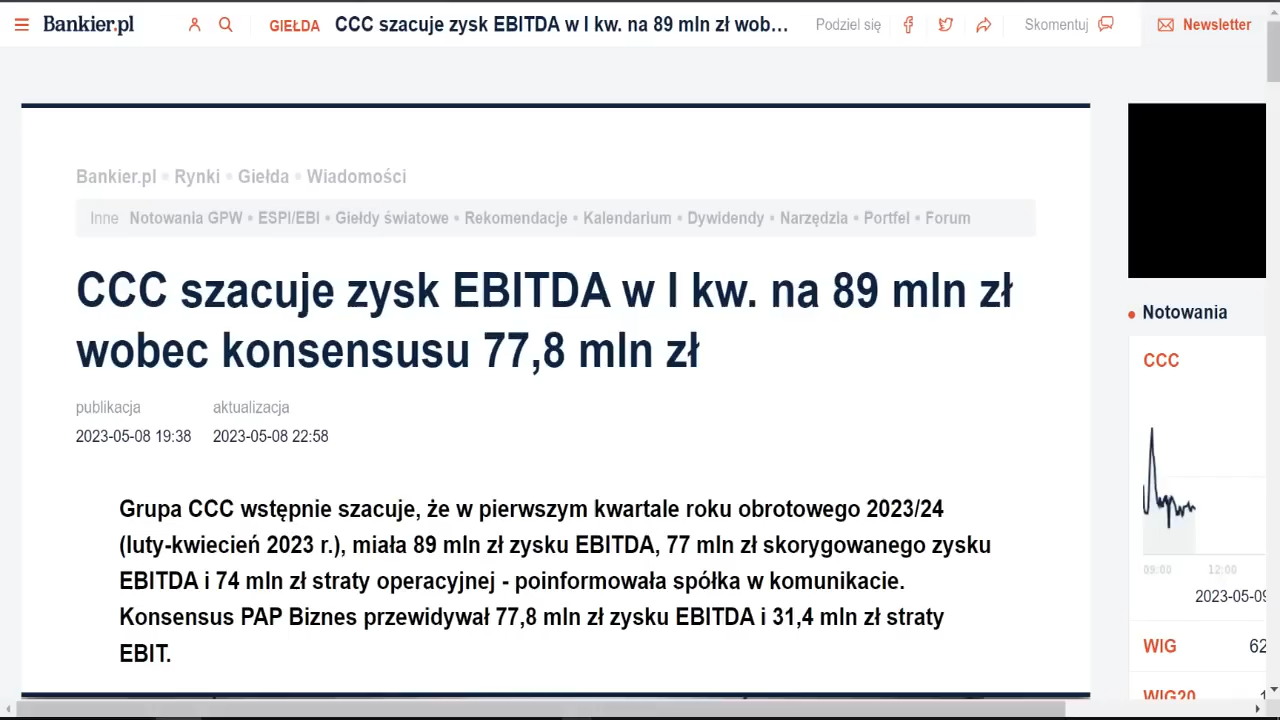 Bankier.pl GIEŁDA CCC szacuje zysk EBITDA w I kw. na 89 mln zł wob... Podziel się Skomentuj Newsletter
Bankier.pl • Rynki • Giełda • Wiadomości
Inne Notowania GPW • ESPI/EBI • Giełdy światowe • Rekomendacje • Kalendarium • Dywidendy • Narzędzia • Portfel • Forum
CCC szacuje zysk EBITDA w I kw. na 89 mln zł
wobec konsensusu 77,8 mln zł
publikacja aktualizacja
2023-05-08 19:38 2023-05-08 22:58
Grupa CCC wstępnie szacuje, że w pierwszym kwartale roku obrotowego 2023/24
(luty-kwiecień 2023 r.), miała 89 mln zł zysku EBITDA, 77 mln zł skorygowanego zysku
EBITDA i 74 mln zł straty operacyjnej - poinformowała spółka w komunikacie.
Konsensus PAP Biznes przewidywał 77,8 mln zł zysku EBITDA i 31,4 mln zł straty
EBIT.
• Notowania
CCC
09:00 12:00
2023-05-09
WIG 62
WIG20 1